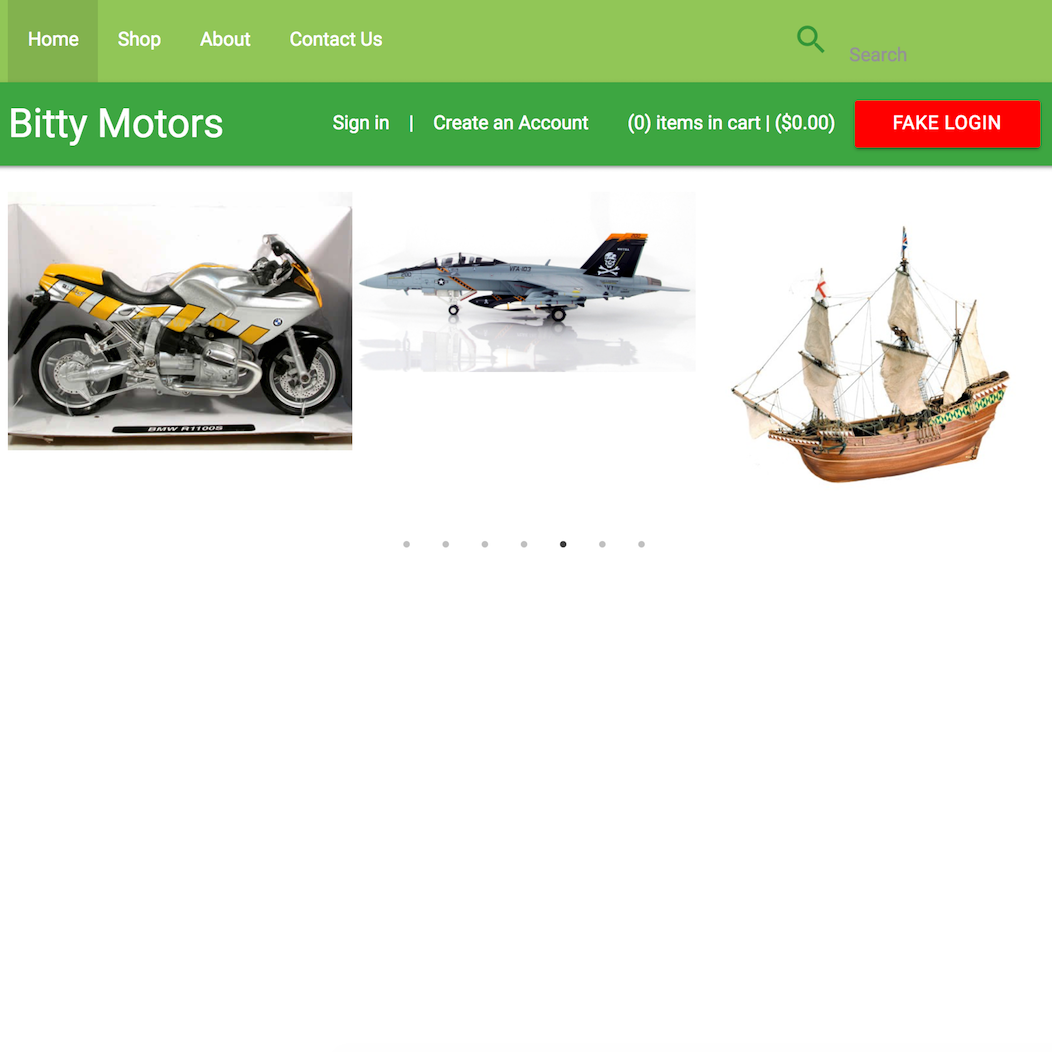 Home Shop About Contact Us Search
Bitty Motors Sign in | Create an Account (0) items in cart | ($0.00) FAKE LOGIN
VFA-103
BMW R1100S